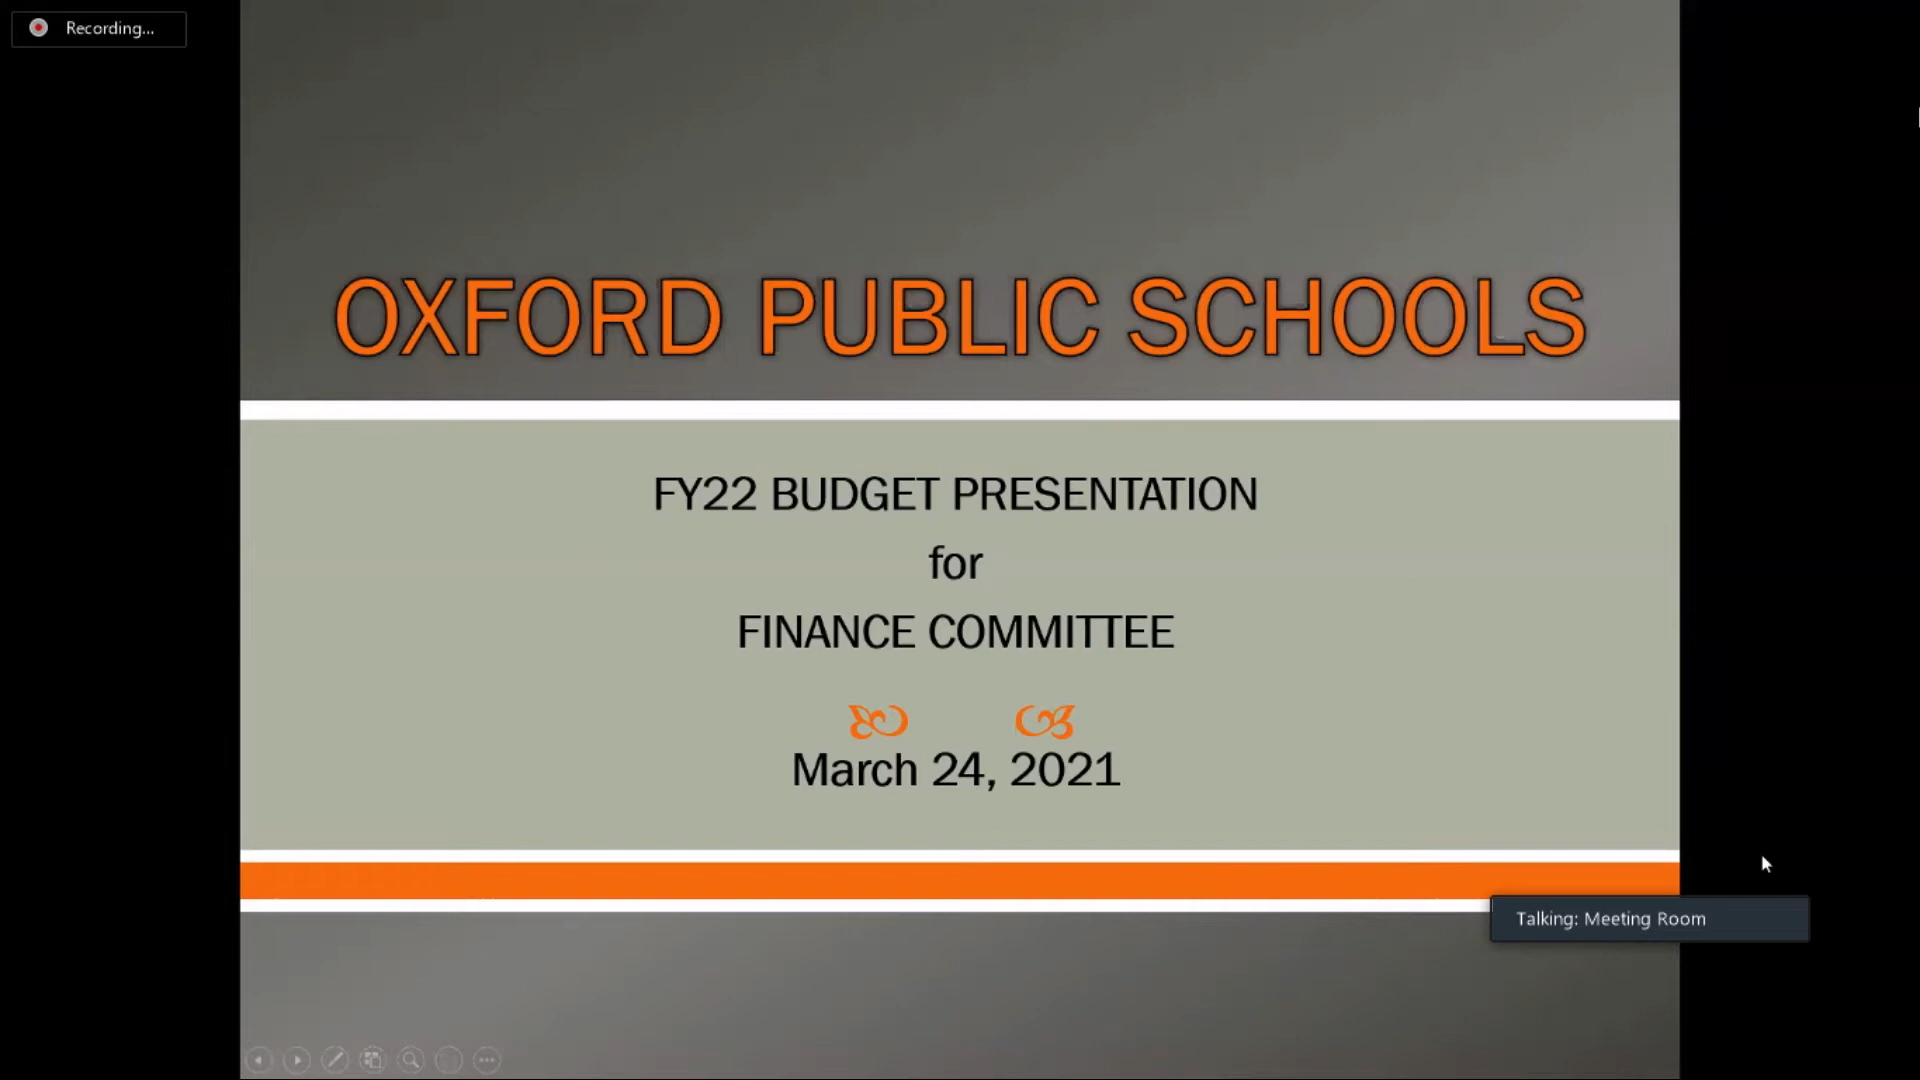 Recording...
OXFORD PUBLIC SCHOOLS
FY22 BUDGET PRESENTATION
for
FINANCE COMMITTEE
March 24, 2021
Talking: Meeting Room